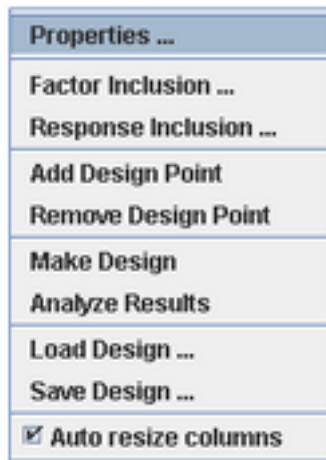 Properties ...
Factor Inclusion ...
Response Inclusion ...
Add Design Point
Remove Design Point
Make Design
Analyze Results
Load Design ...
Save Design ...
Auto resize columns